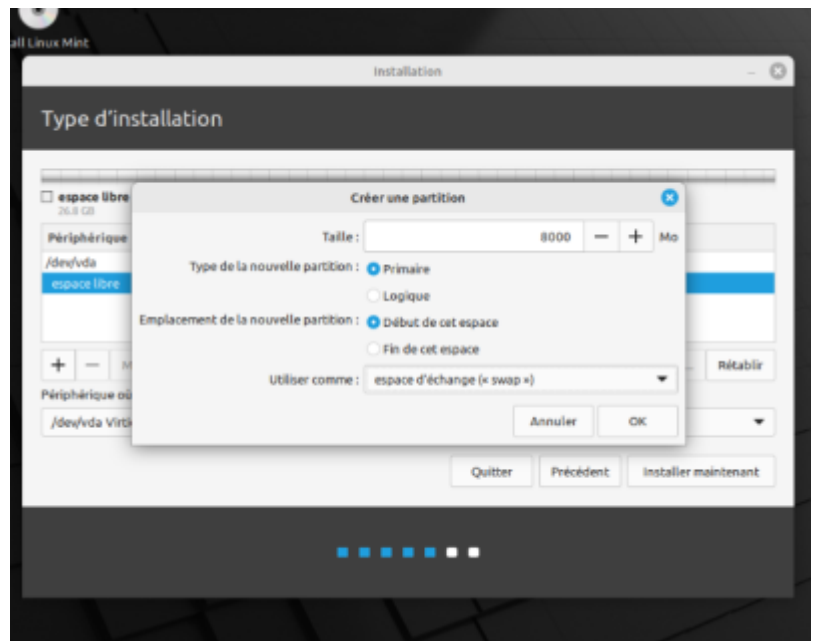 all Linux Mint
Installation
Type d'installation
espace libre
26.8 GB
Créer une partition
Périphérique
Taille : 8000 Mo
/dev/vda
Type de la nouvelle partition : Primaire
espace libre
Logique
Emplacement de la nouvelle partition : Début de cet espace
Fin de cet espace
Utiliser comme : espace d'échange (« swap »)
Rétablir
Périphérique où
/dev/vda Virti
Annuler OK
Quitter Précédent Installer maintenant